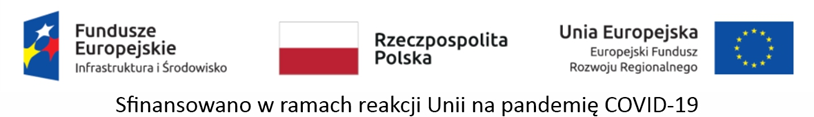 Fundusze
Europejskie
Infrastruktura i Środowisko
Rzeczpospolita
Polska
Unia Europejska
Europejski Fundusz
Rozwoju Regionalnego
Sfinansowano w ramach reakcji Unii na pandemię COVID-19